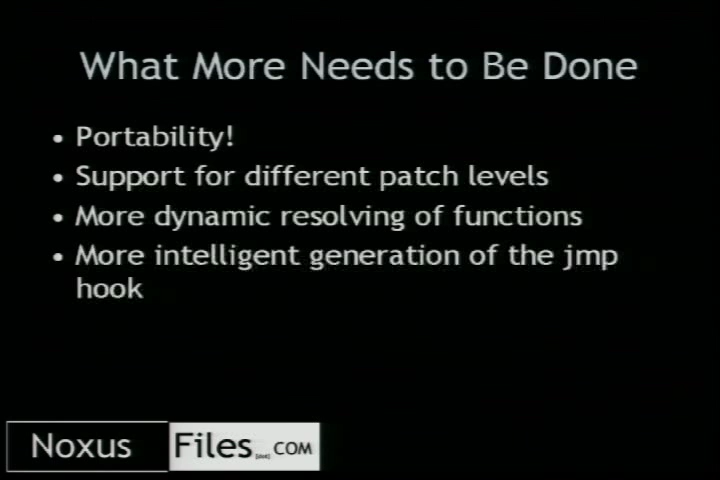 What More Needs to Be Done
• Portability!
• Support for different patch levels
• More dynamic resolving of functions
• More intelligent generation of the jmp
hook
Noxus Files [dot] COM